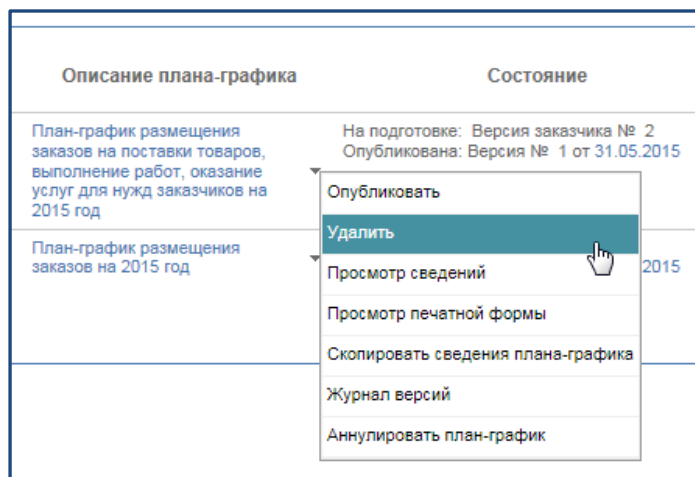 Описание плана-графика
Состояние
План-график размещения
заказов на поставки товаров,
выполнение работ, оказание
услуг для нужд заказчиков на
2015 год
На подготовке: Версия заказчика № 2
Опубликована: Версия № 1 от 31.05.2015
План-график размещения
заказов на 2015 год
2015
Опубликовать
Удалить
Просмотр сведений
Просмотр печатной формы
Скопировать сведения плана-графика
Журнал версий
Аннулировать план-график